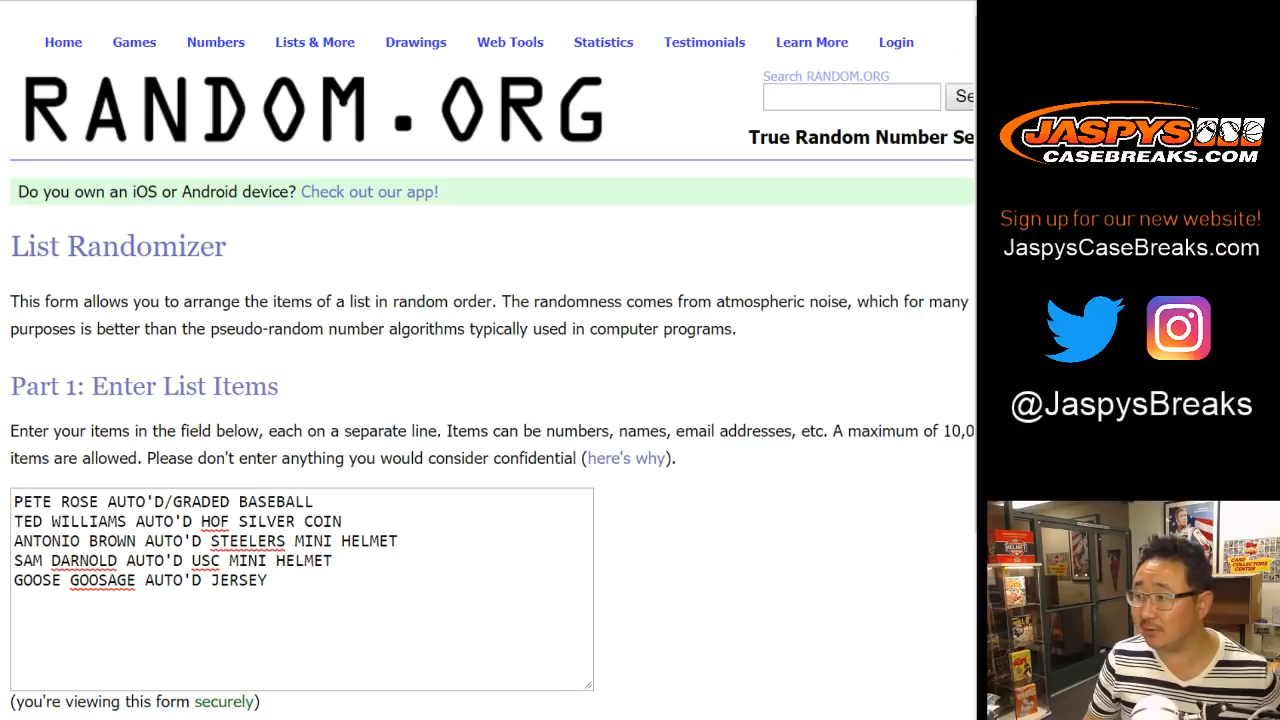 Home Games Numbers Lists & More Drawings Web Tools Statistics Testimonials Learn More Login
RANDOM.ORG
Search RANDOM.ORG
Se
True Random Number Se
Do you own an iOS or Android device? Check out our app!
List Randomizer
This form allows you to arrange the items of a list in random order. The randomness comes from atmospheric noise, which for many
purposes is better than the pseudo-random number algorithms typically used in computer programs.
Part 1: Enter List Items
Enter your items in the field below, each on a separate line. Items can be numbers, names, email addresses, etc. A maximum of 10,0
items are allowed. Please don't enter anything you would consider confidential (here's why).
PETE ROSE AUTO'D/GRADED BASEBALL
TED WILLIAMS AUTO'D HOF SILVER COIN
ANTONIO BROWN AUTO'D STEELERS MINI HELMET
SAM DARNOLD AUTO'D USC MINI HELMET
GOOSE GOOSAGE AUTO'D JERSEY
(you're viewing this form securely)
JASPYS
CASEBREAKS.COM
Sign up for our new website!
JaspysCaseBreaks.com
@JaspysBreaks
CARD
COLLECTORS
CENTER